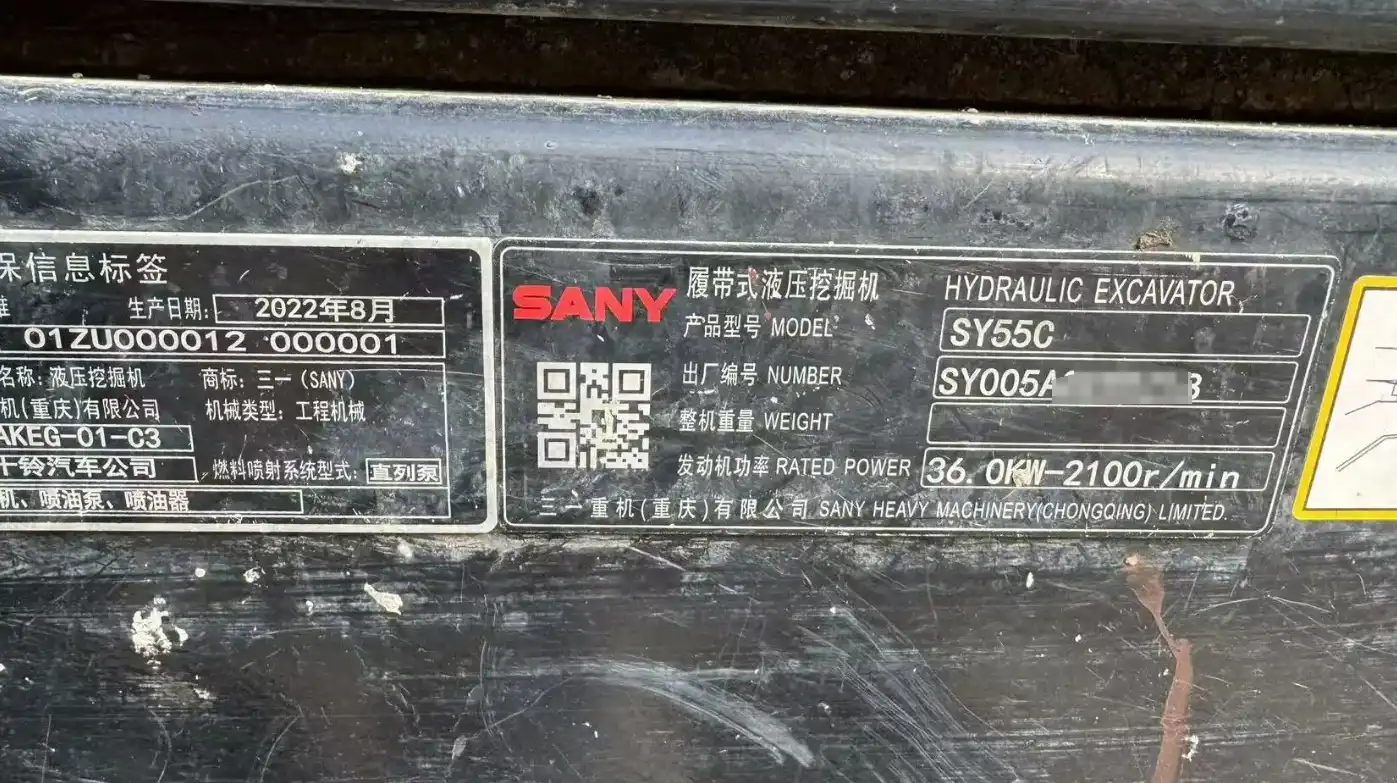 保信息标签
生产日期: 2022年8月
01ZU000012 000001
名称: 液压挖掘机 商标: 三一 (SANY)
机(重庆)有限公司 机械类型: 工程机械
AKEG-01-C3
十铃汽车公司 燃料喷射系统型式: 直列泵
机、喷油泵、喷油器
SANY
履带式液压挖掘机 HYDRAULIC EXCAVATOR
产品型号 MODEL SY55C
出厂编号 NUMBER SY005A
整机重量 WEIGHT
发动机功率 RATED POWER 36.0KW-2100r/min
三一重机(重庆)有限公司 SANY HEAVY MACHINERY(CHONGQING) LIMITED.